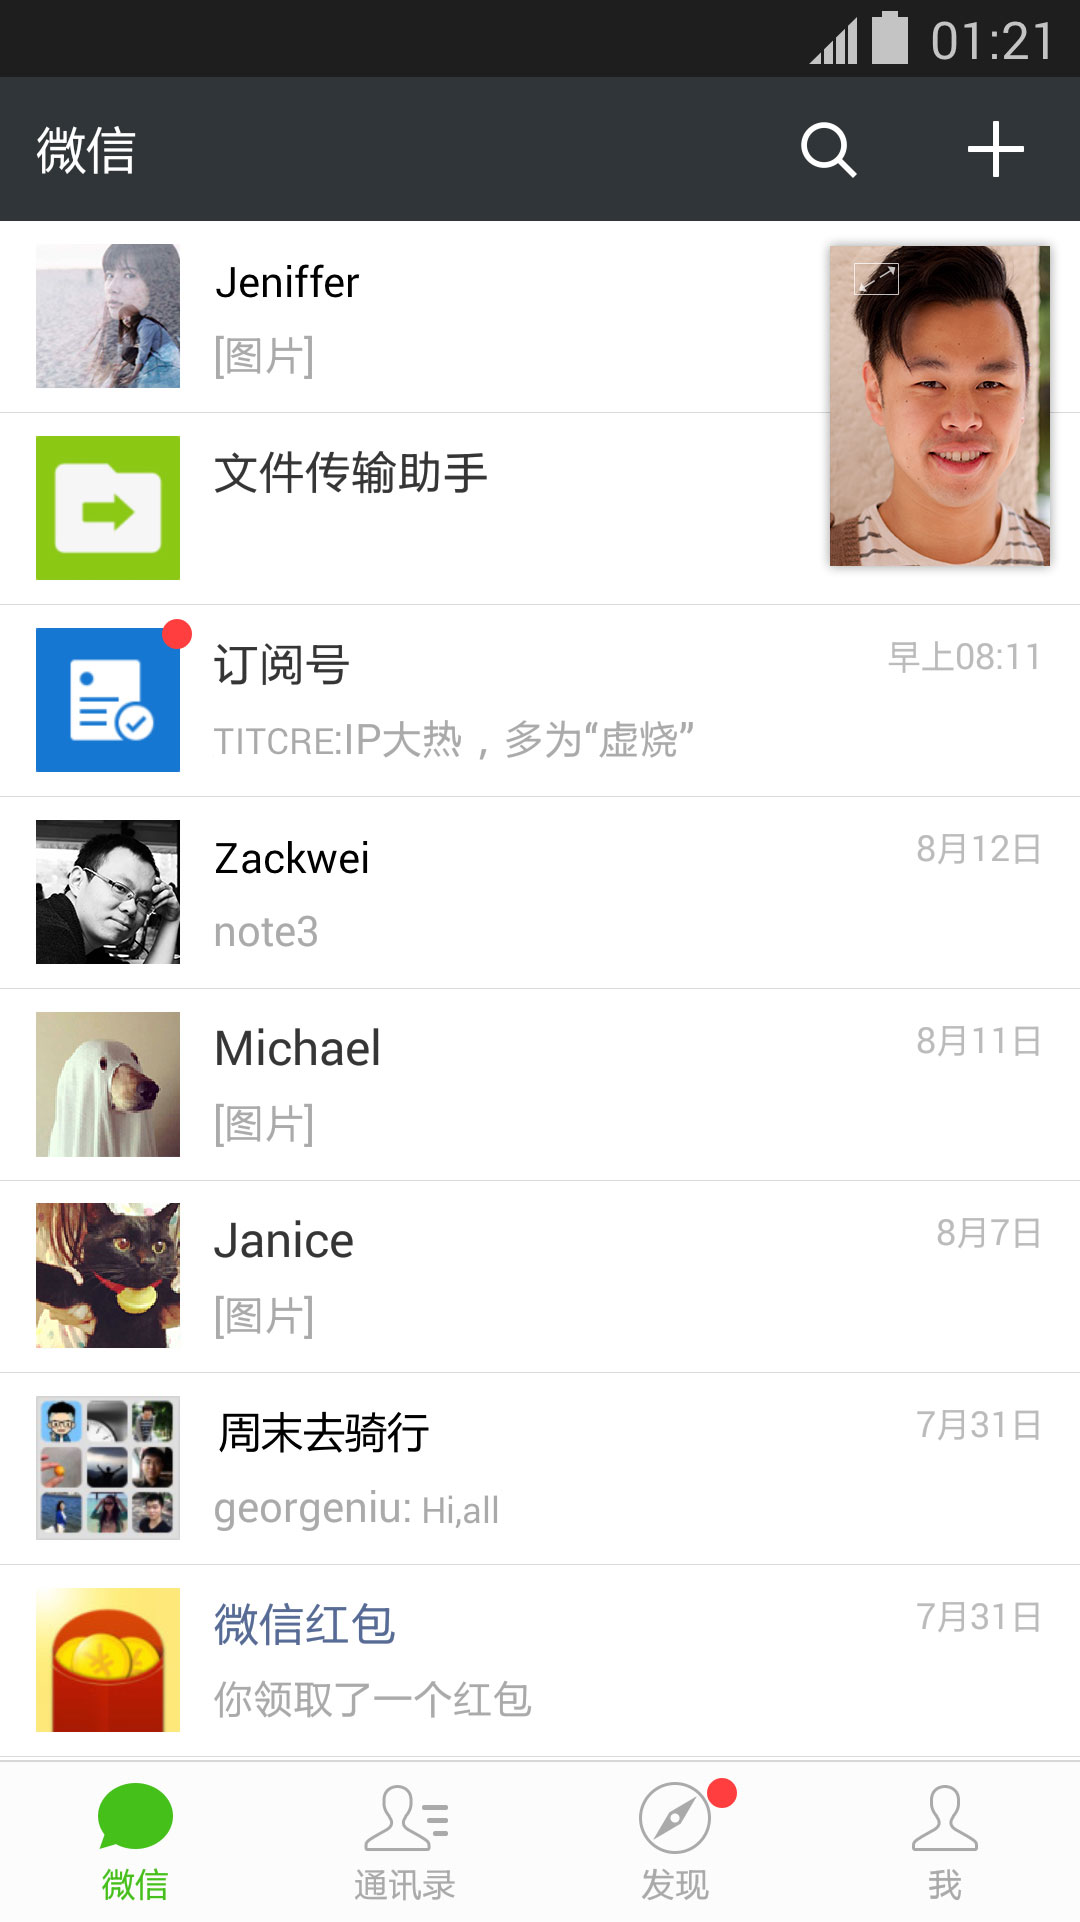 01:21
微信
Jeniffer
[图片]
文件传输助手
订阅号
早上08:11
TITCRE:IP大热，多为“虚烧”
Zackwei
8月12日
note3
Michael
8月11日
[图片]
Janice
8月7日
[图片]
周末去骑行
7月31日
georgeniu: Hi,all
微信红包
7月31日
你领取了一个红包
微信
通讯录
发现
我